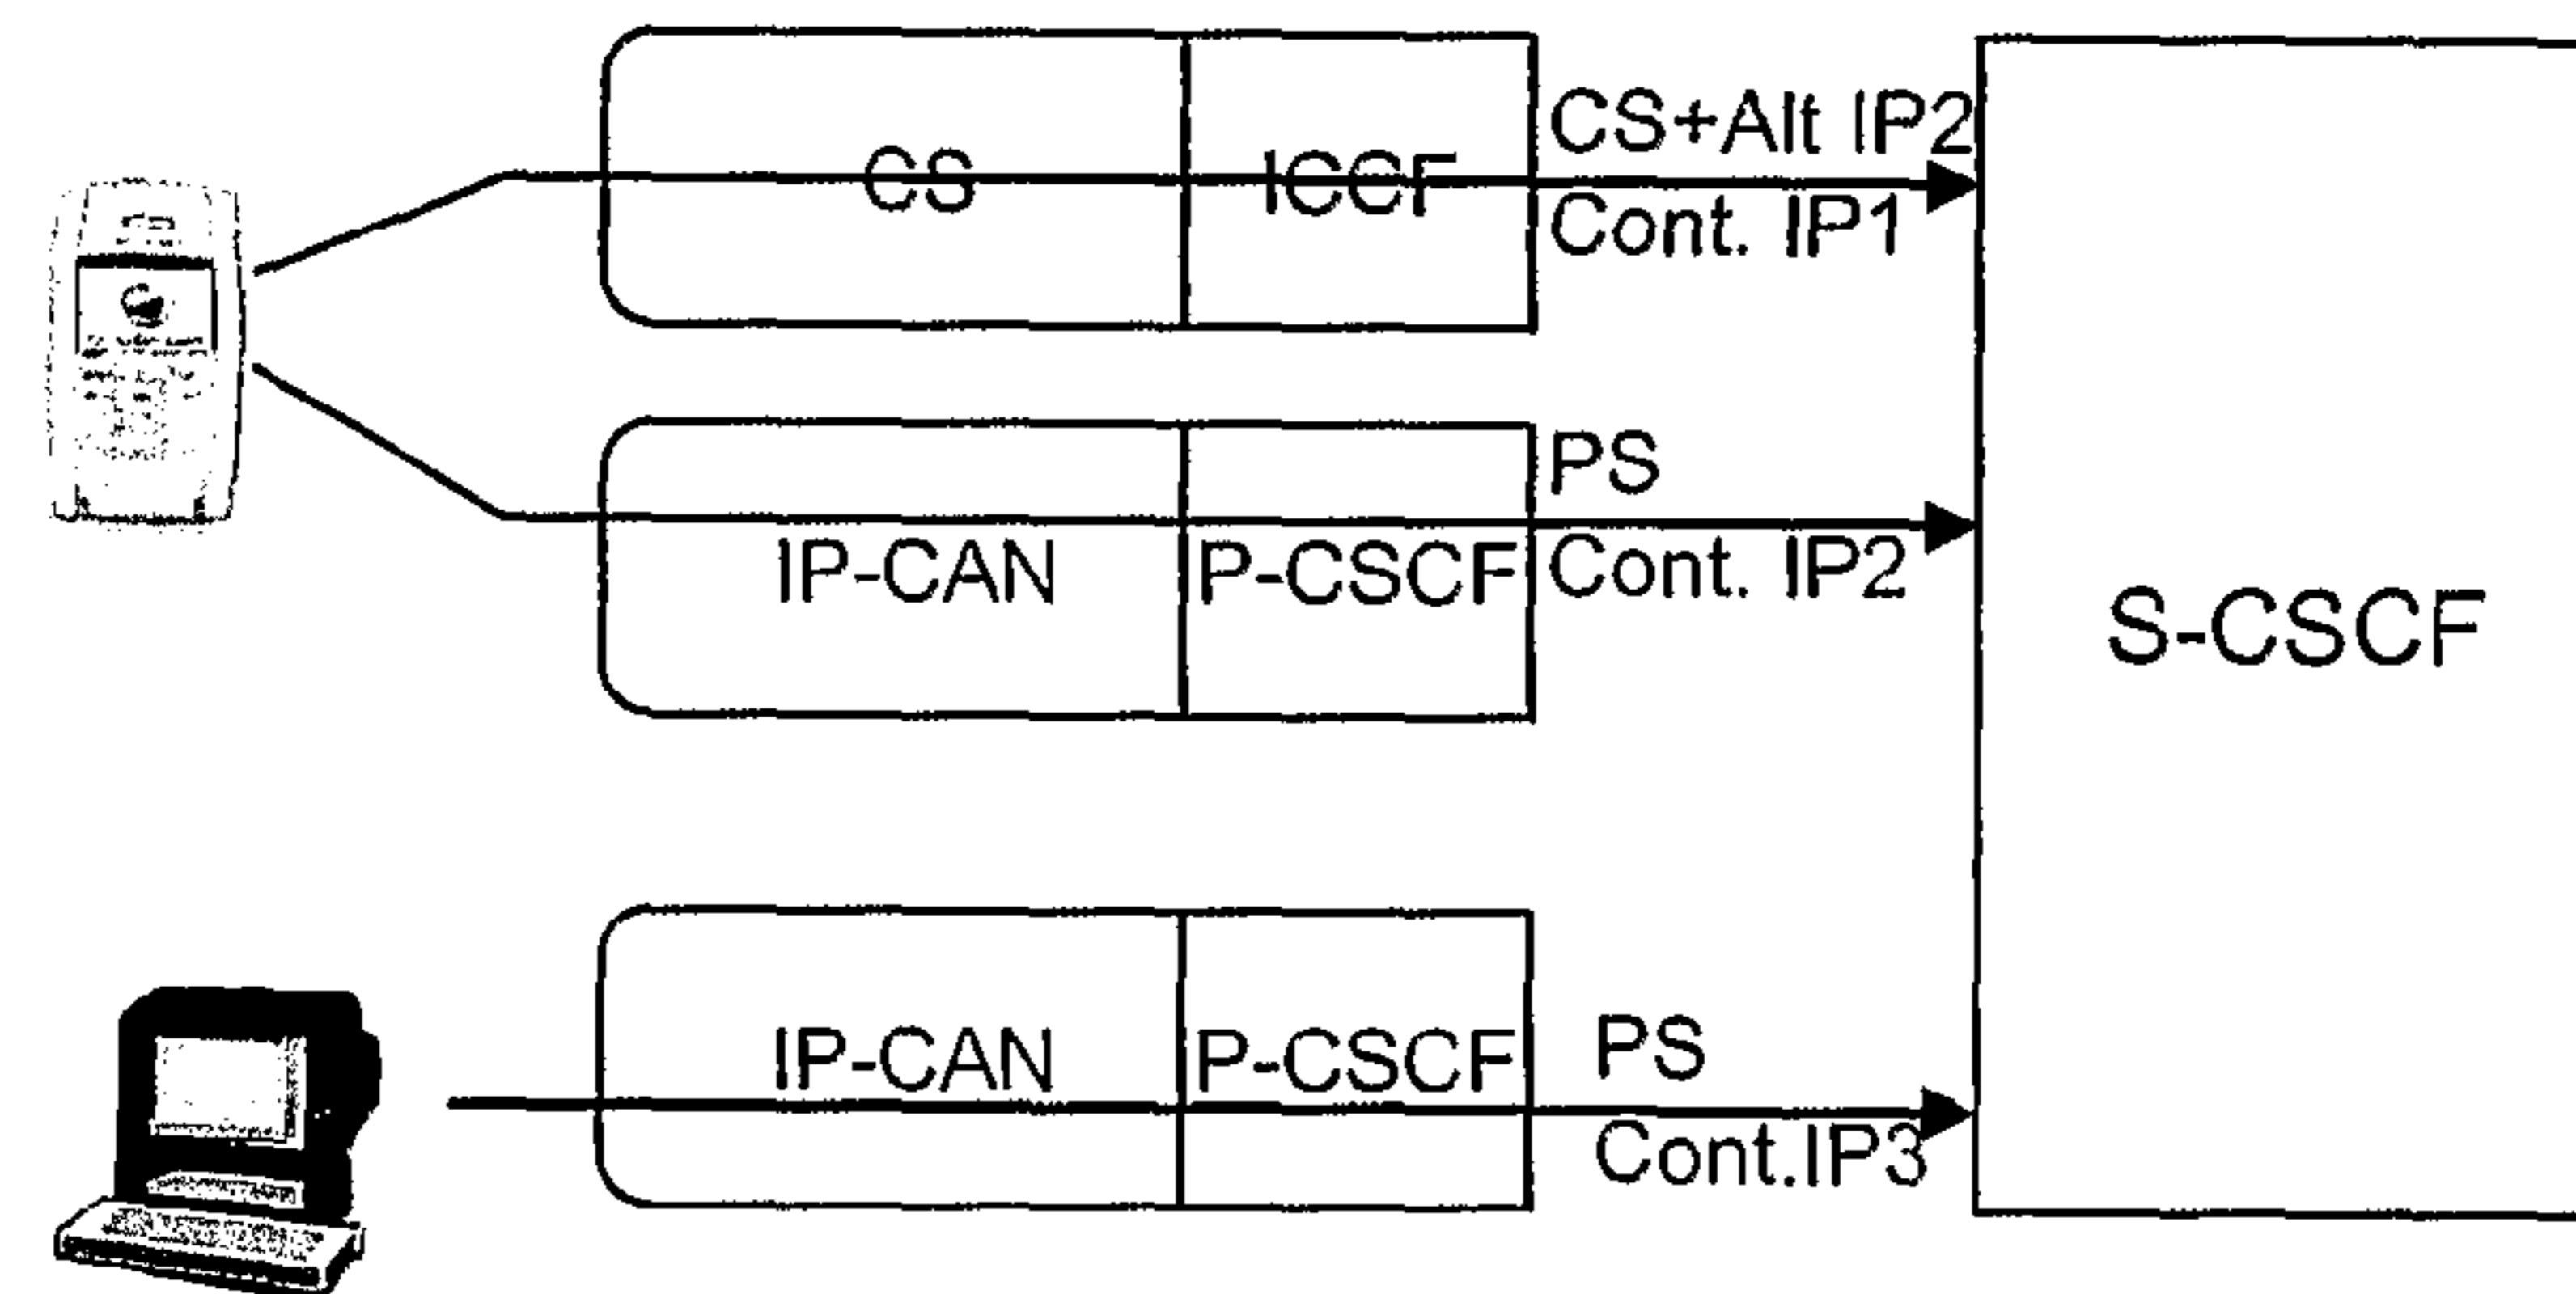 CS+Alt IP2
CS ICCF
Cont. IP1
PS
IP-CAN P-CSCF Cont. IP2
S-CSCF
PS
IP-CAN P-CSCF
Cont.IP3